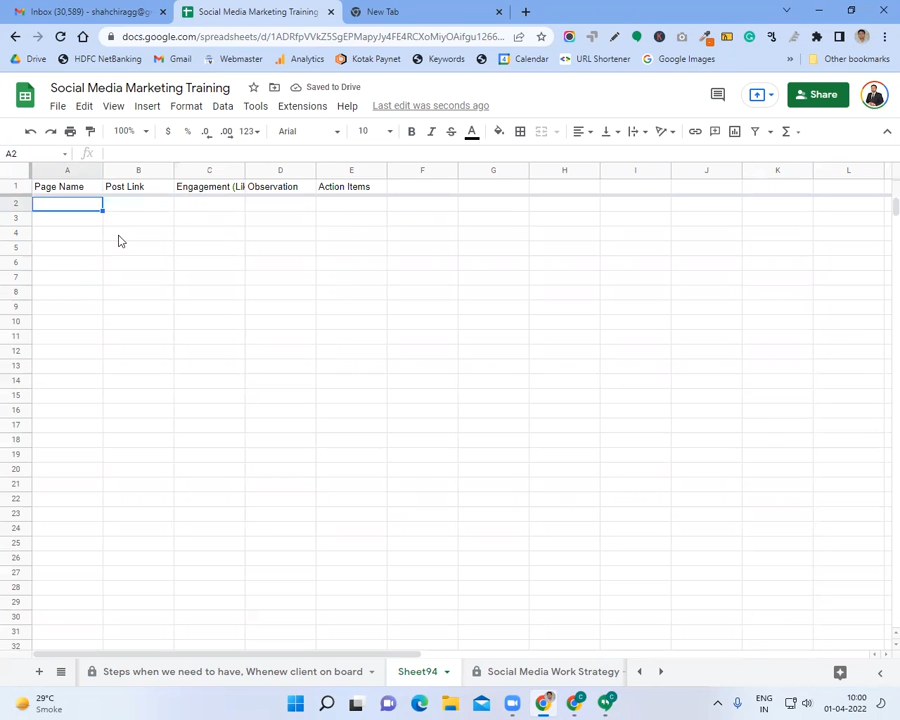 Inbox (30,589) - shahchiragg@g
Social Media Marketing Training
New Tab
docs.google.com/spreadsheets/d/1ADRfpVVkZ5SgEPMapyJy4FE4RCXoMiyOAifgu1266...
Drive HDFC NetBanking Gmail Webmaster Analytics Kotak Paynet Keywords Calendar URL Shortener Google Images » Other bookmarks
Social Media Marketing Training Saved to Drive
File Edit View Insert Format Data Tools Extensions Help Last edit was seconds ago
Share
100% $ % .0 .00 123 Arial 10 B I S A
A2 fx
A B C D E F G H I J K L
1 Page Name Post Link Engagement (Lik Observation Action Items
2
3
4
5
6
7
8
9
10
11
12
13
14
15
16
17
18
19
20
21
22
23
24
25
26
27
28
29
30
31
32
Steps when we need to have, Whenew client on board Sheet94 Social Media Work Strategy
29°C
Smoke
ENG
IN
10:00
01-04-2022